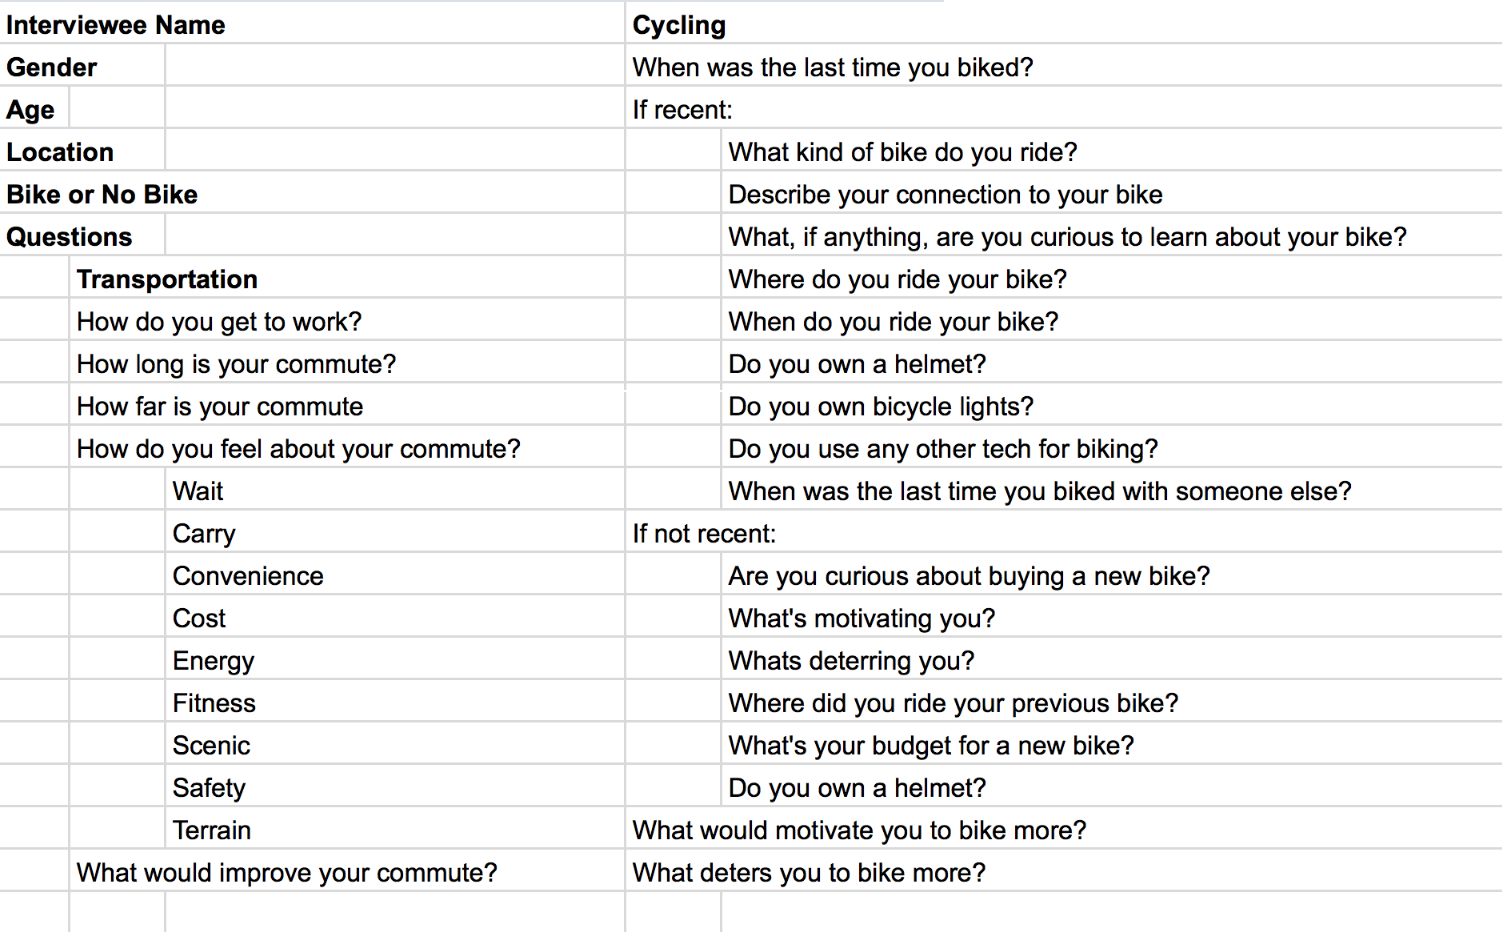 Interviewee Name
Gender
Age
Location
Bike or No Bike
Questions
Transportation
How do you get to work?
How long is your commute?
How far is your commute
How do you feel about your commute?
Wait
Carry
Convenience
Cost
Energy
Fitness
Scenic
Safety
Terrain
What would improve your commute?
Cycling
When was the last time you biked?
If recent:
What kind of bike do you ride?
Describe your connection to your bike
What, if anything, are you curious to learn about your bike?
Where do you ride your bike?
When do you ride your bike?
Do you own a helmet?
Do you own bicycle lights?
Do you use any other tech for biking?
When was the last time you biked with someone else?
If not recent:
Are you curious about buying a new bike?
What's motivating you?
Whats deterring you?
Where did you ride your previous bike?
What's your budget for a new bike?
Do you own a helmet?
What would motivate you to bike more?
What deters you to bike more?